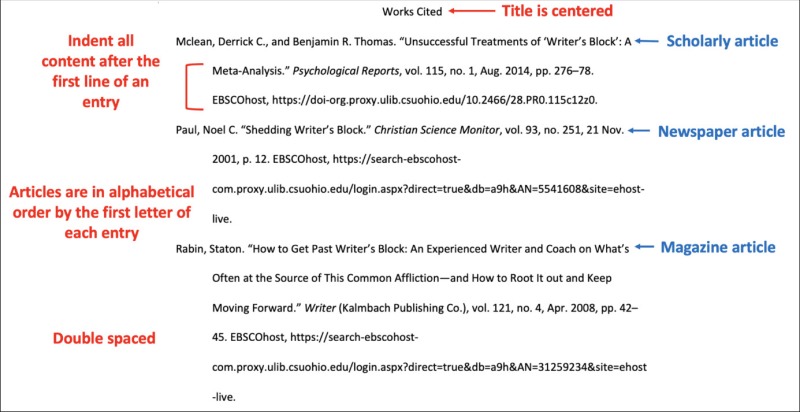 Works Cited
Title is centered
Indent all
content after the
first line of an
entry
Mclean, Derrick C., and Benjamin R. Thomas. “Unsuccessful Treatments of ‘Writer’s Block’: A
Scholarly article
Meta-Analysis.” Psychological Reports, vol. 115, no. 1, Aug. 2014, pp. 276–78.
EBSCOhost, https://doi-org.proxy.ulib.csuohio.edu/10.2466/28.PR0.115c12z0.
Paul, Noel C. “Shedding Writer’s Block.” Christian Science Monitor, vol. 93, no. 251, 21 Nov.
Newspaper article
2001, p. 12. EBSCOhost, https://search-ebscohost-
com.proxy.ulib.csuohio.edu/login.aspx?direct=true&db=a9h&AN=5541608&site=ehost-
live.
Articles are in alphabetical
order by the first letter of
each entry
Rabin, Staton. “How to Get Past Writer’s Block: An Experienced Writer and Coach on What’s
Magazine article
Often at the Source of This Common Affliction—and How to Root It out and Keep
Moving Forward.” Writer (Kalmbach Publishing Co.), vol. 121, no. 4, Apr. 2008, pp. 42–
45. EBSCOhost, https://search-ebscohost-
com.proxy.ulib.csuohio.edu/login.aspx?direct=true&db=a9h&AN=31259234&site=ehost
-live.
Double spaced